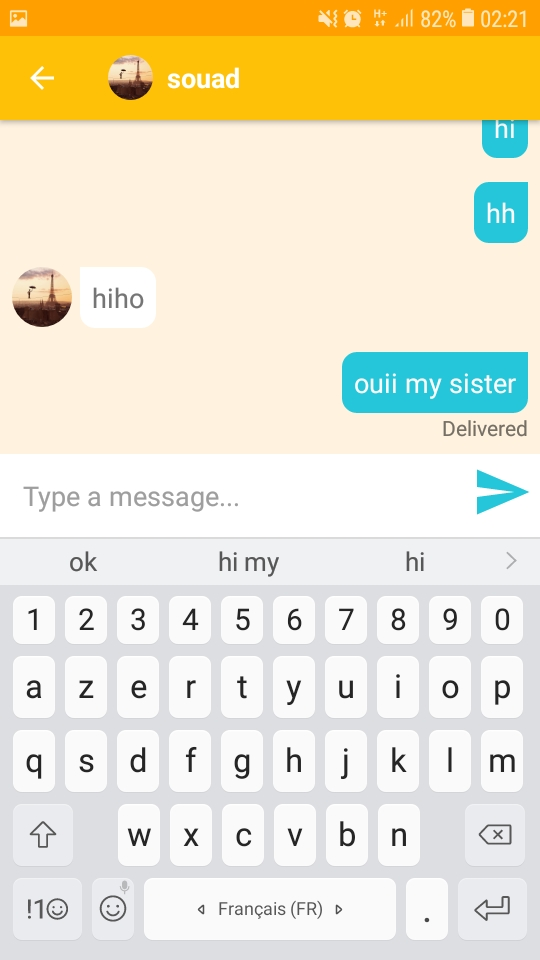 82% 02:21
souad
hi
hh
hiho
ouii my sister
Delivered
Type a message...
ok hi my hi
1 2 3 4 5 6 7 8 9 0
a z e r t y u i o p
q s d f g h j k l m
w x c v b n
!1☺ Français (FR) .